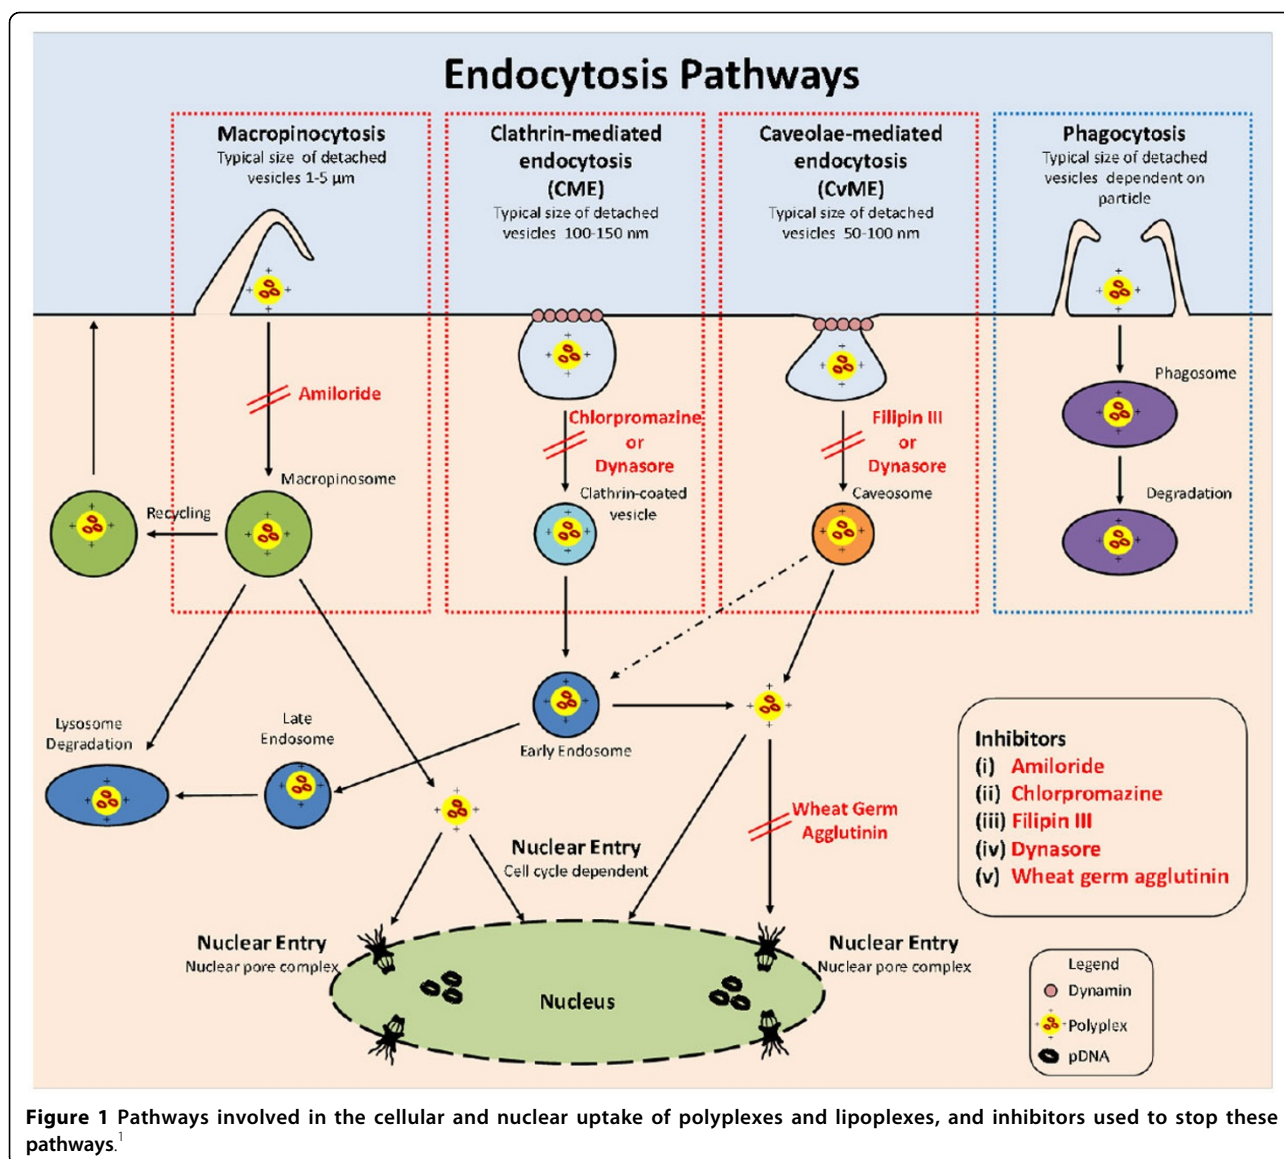 Endocytosis Pathways
Macropinocytosis
Typical size of detached
vesicles 1-5 µm
Clathrin-mediated
endocytosis
(CME)
Typical size of detached
vesicles 100-150 nm
Caveolae-mediated
endocytosis
(CvME)
Typical size of detached
vesicles 50-100 nm
Phagocytosis
Typical size of detached
vesicles dependent on
particle
Amiloride
Chlorpromazine
or
Dynasore
Filipin III
or
Dynasore
Phagosome
Macropinosome
Clathrin-coated
vesicle
Caveosome
Degradation
Recycling
Lysosome
Degradation
Late
Endosome
Early Endosome
Wheat Germ
Agglutinin
Nuclear Entry
Cell cycle dependent
Nuclear Entry
Nuclear pore complex
Nuclear Entry
Nuclear pore complex
Nucleus
Inhibitors
(i) Amiloride
(ii) Chlorpromazine
(iii) Filipin III
(iv) Dynasore
(v) Wheat germ agglutinin
Legend
Dynamin
Polyplex
pDNA
Figure 1 Pathways involved in the cellular and nuclear uptake of polyplexes and lipoplexes, and inhibitors used to stop these
pathways.1